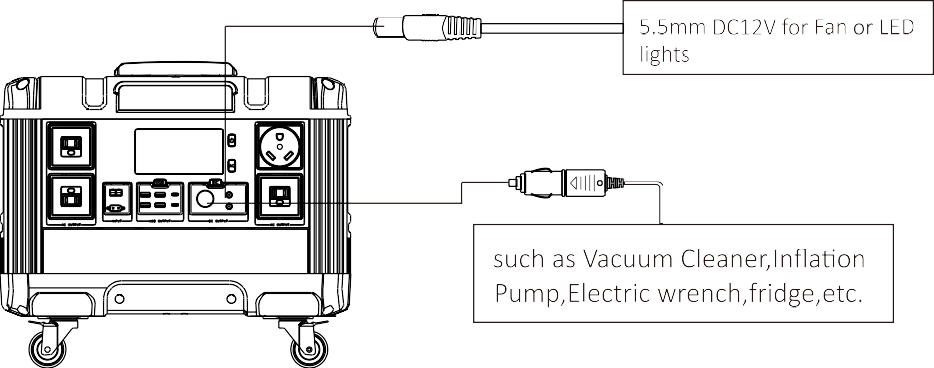 5.5mm DC12V for Fan or LED
lights
such as Vacuum Cleaner,Inflation
Pump,Electric wrench,fridge,etc.